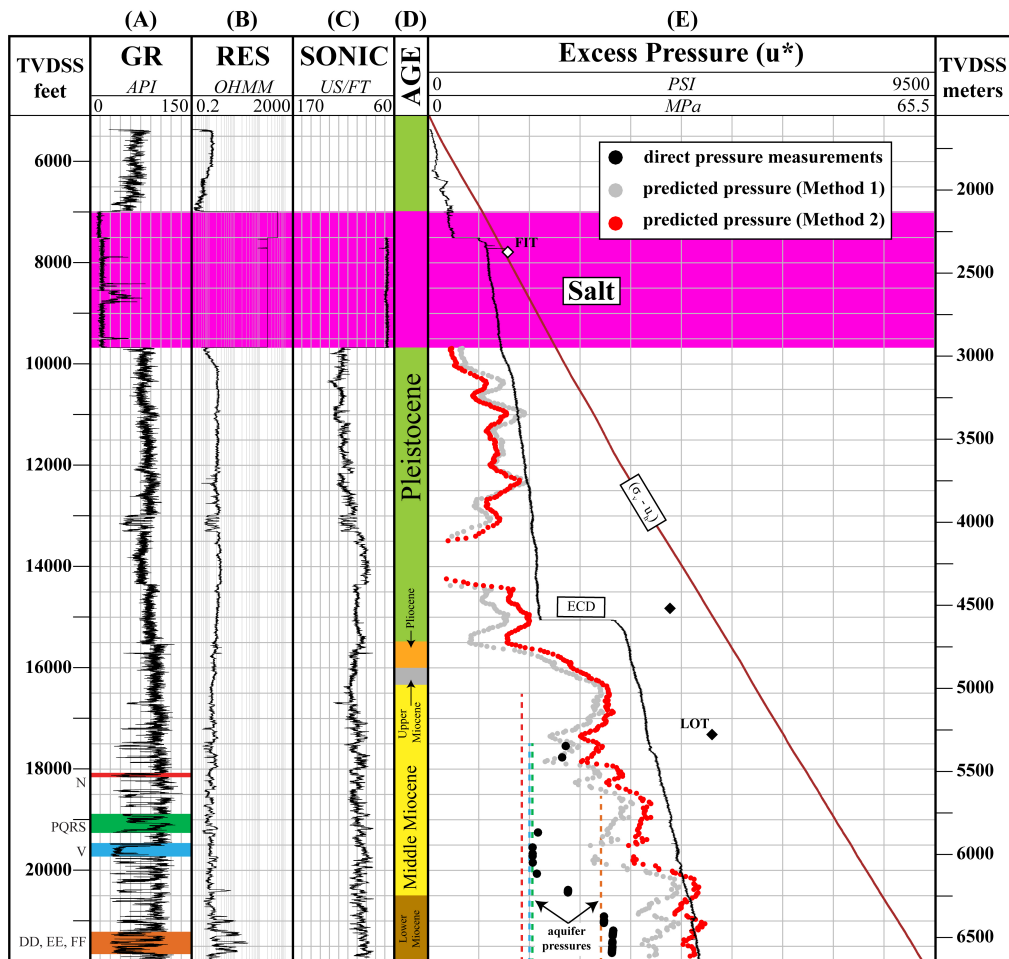 (A) (B) (C) (D) (E)
TVDSS feet GR RES SONIC AGE Excess Pressure (u*) TVDSS meters
API OHMM US/FT
0 PSI 9500
0 150 0.2 2000 170 60 0 MPa 65.5
6000
8000
10000
12000
14000
16000
18000
20000
N
PQRS
V
DD, EE, FF
Pleistocene
Pliocene
Upper Miocene
Middle Miocene
Lower Miocene
direct pressure measurements
predicted pressure (Method 1)
predicted pressure (Method 2)
FIT
Salt
(σv - uh)
ECD
LOT
aquifer
pressures
2000
2500
3000
3500
4000
4500
5000
5500
6000
6500